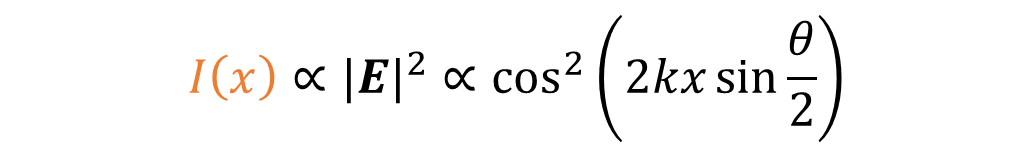 I(x) ∝ |E|² ∝ cos² (2kx sin θ/2)